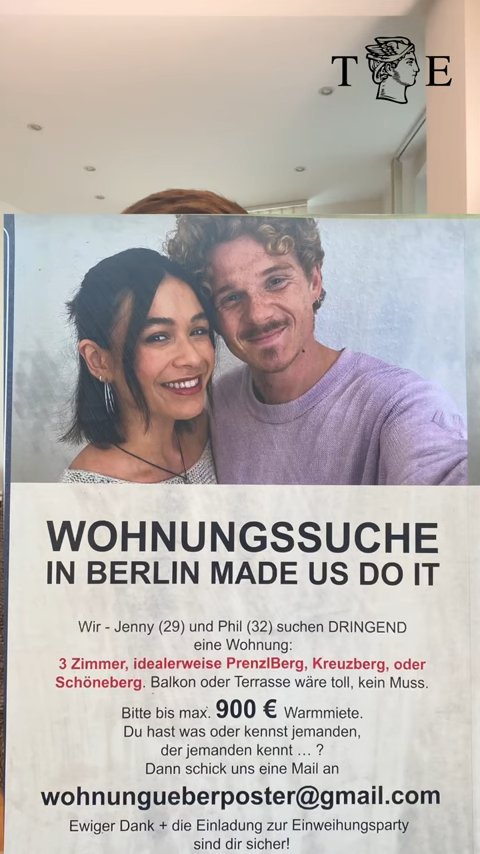 T E
WOHNUNGSSUCHE
IN BERLIN MADE US DO IT
Wir - Jenny (29) und Phil (32) suchen DRINGEND
eine Wohnung:
3 Zimmer, idealerweise PrenzlBerg, Kreuzberg, oder
Schöneberg. Balkon oder Terrasse wäre toll, kein Muss.
Bitte bis max. 900 € Warmmiete.
Du hast was oder kennst jemanden,
der jemanden kennt ... ?
Dann schick uns eine Mail an
wohnungueberposter@gmail.com
Ewiger Dank + die Einladung zur Einweihungsparty
sind dir sicher!